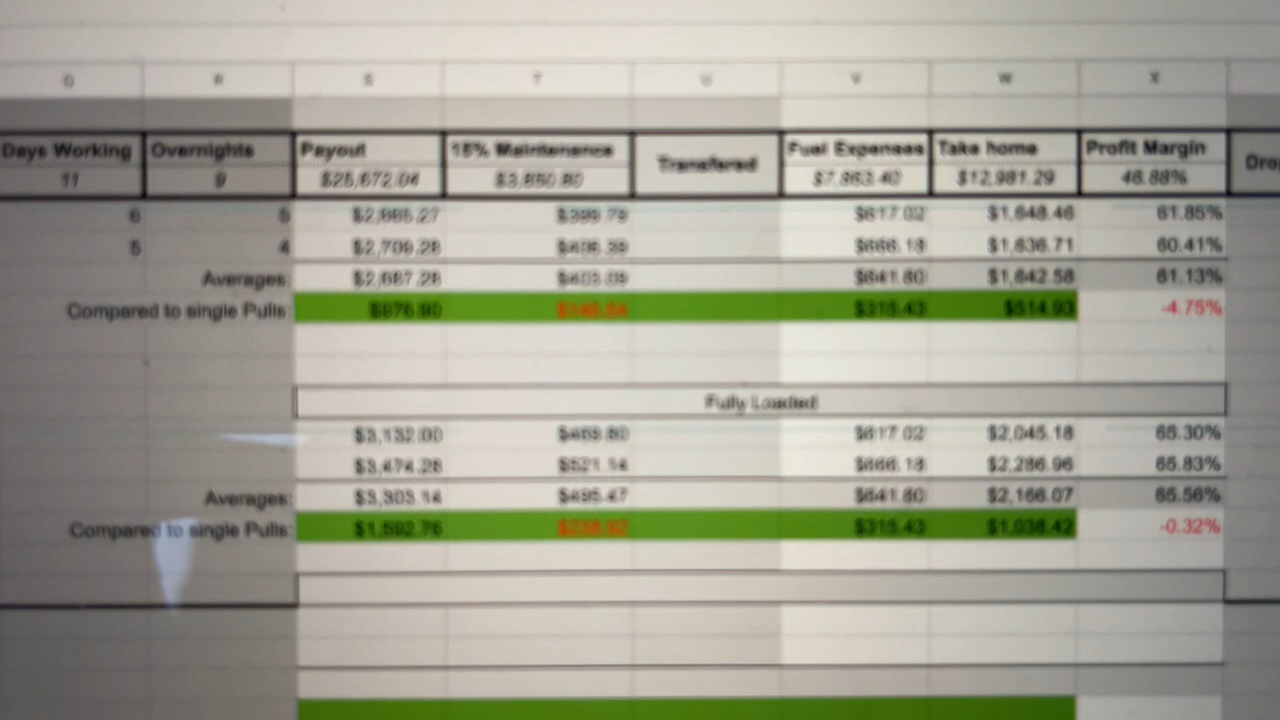 Q R S T U V W X
Days Working Overnights Payout 15% Maintenance Transfered Fuel Expenses Take home Profit Margin
11 9 $25,672.04 $3,850.80 $7,863.40 $12,981.29 46.88%
6 5 $2,665.27 $399.79 $617.02 $1,648.46 61.85%
5 4 $2,709.28 $406.39 $666.18 $1,636.71 60.41%
Averages: $2,687.28 $403.09 $641.60 $1,642.58 61.13%
Compared to single Pulls: $976.90 $146.54 $315.43 $514.93 -4.75%
Fully Loaded
$3,132.00 $469.80 $617.02 $2,045.18 65.30%
$3,474.28 $521.14 $666.18 $2,286.96 65.83%
Averages: $3,303.14 $495.47 $641.60 $2,166.07 65.56%
Compared to single Pulls: $1,592.76 $238.92 $315.43 $1,038.42 -0.32%